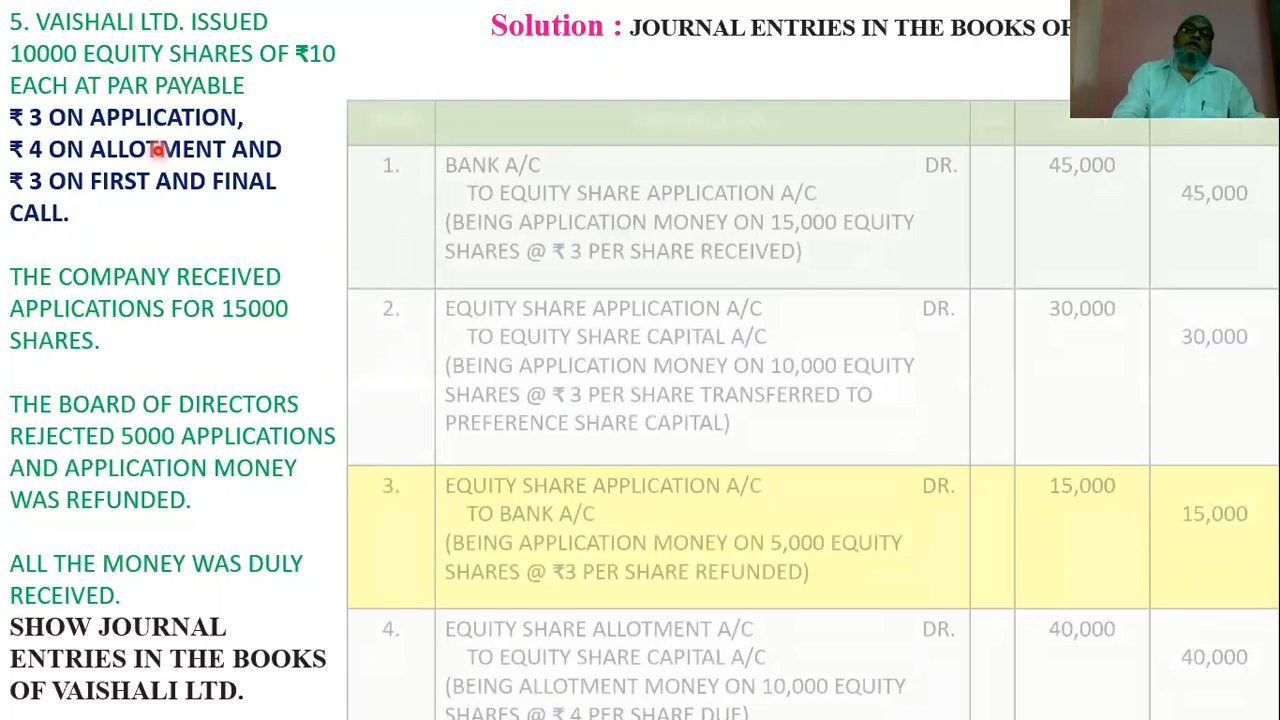 5. VAISHALI LTD. ISSUED
10000 EQUITY SHARES OF ₹10
EACH AT PAR PAYABLE
₹ 3 ON APPLICATION,
₹ 4 ON ALLOTMENT AND
₹ 3 ON FIRST AND FINAL
CALL.
THE COMPANY RECEIVED
APPLICATIONS FOR 15000
SHARES.
THE BOARD OF DIRECTORS
REJECTED 5000 APPLICATIONS
AND APPLICATION MONEY
WAS REFUNDED.
ALL THE MONEY WAS DULY
RECEIVED.
SHOW JOURNAL
ENTRIES IN THE BOOKS
OF VAISHALI LTD.
Solution : JOURNAL ENTRIES IN THE BOOKS OF
1. BANK A/C DR. 45,000
TO EQUITY SHARE APPLICATION A/C 45,000
(BEING APPLICATION MONEY ON 15,000 EQUITY
SHARES @ ₹ 3 PER SHARE RECEIVED)
2. EQUITY SHARE APPLICATION A/C DR. 30,000
TO EQUITY SHARE CAPITAL A/C 30,000
(BEING APPLICATION MONEY ON 10,000 EQUITY
SHARES @ ₹ 3 PER SHARE TRANSFERRED TO
PREFERENCE SHARE CAPITAL)
3. EQUITY SHARE APPLICATION A/C DR. 15,000
TO BANK A/C 15,000
(BEING APPLICATION MONEY ON 5,000 EQUITY
SHARES @ ₹3 PER SHARE REFUNDED)
4. EQUITY SHARE ALLOTMENT A/C DR. 40,000
TO EQUITY SHARE CAPITAL A/C 40,000
(BEING ALLOTMENT MONEY ON 10,000 EQUITY
SHARES @ ₹ 4 PER SHARE DUE)